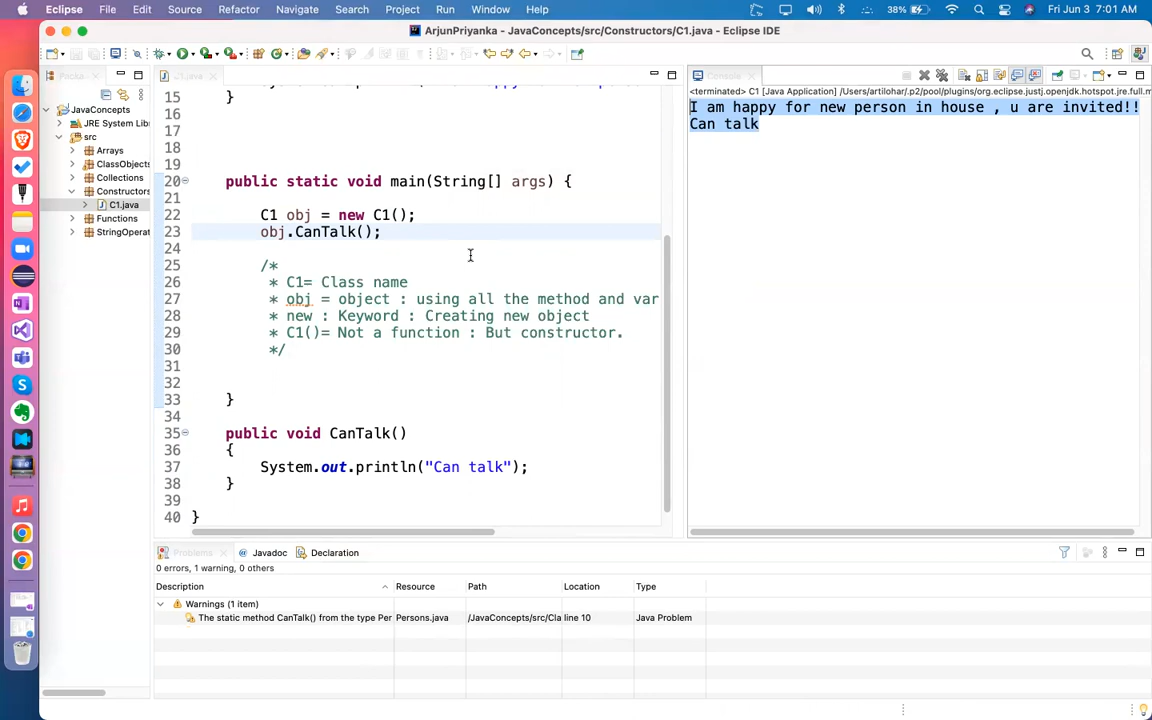 Eclipse File Edit Source Refactor Navigate Search Project Run Window Help 38% Fri Jun 3 7:01 AM
ArjunPriyanka - JavaConcepts/src/Constructors/C1.java - Eclipse IDE
C1.java
Console
<terminated> C1 [Java Application] /Users/artilohar/.p2/pool/plugins/org.eclipse.justj.openjdk.hotspot.jre.full.m
I am happy for new person in house , u are invited!!
Can talk
JavaConcepts
JRE System Lib
src
Arrays
ClassObjects
Collections
Constructors
C1.java
Functions
StringOperat
15 }
16
17
18
19
20 public static void main(String[] args) {
21
22 C1 obj = new C1();
23 obj.CanTalk();
24
25 /*
26 * C1= Class name
27 * obj = object : using all the method and var
28 * new : Keyword : Creating new object
29 * C1()= Not a function : But constructor.
30 */
31
32
33 }
34
35 public void CanTalk()
36 {
37 System.out.println("Can talk");
38 }
39
40 }
Problems Javadoc Declaration
0 errors, 1 warning, 0 others
Description Resource Path Location Type
Warnings (1 item)
The static method CanTalk() from the type Per Persons.java /JavaConcepts/src/Cla line 10 Java Problem